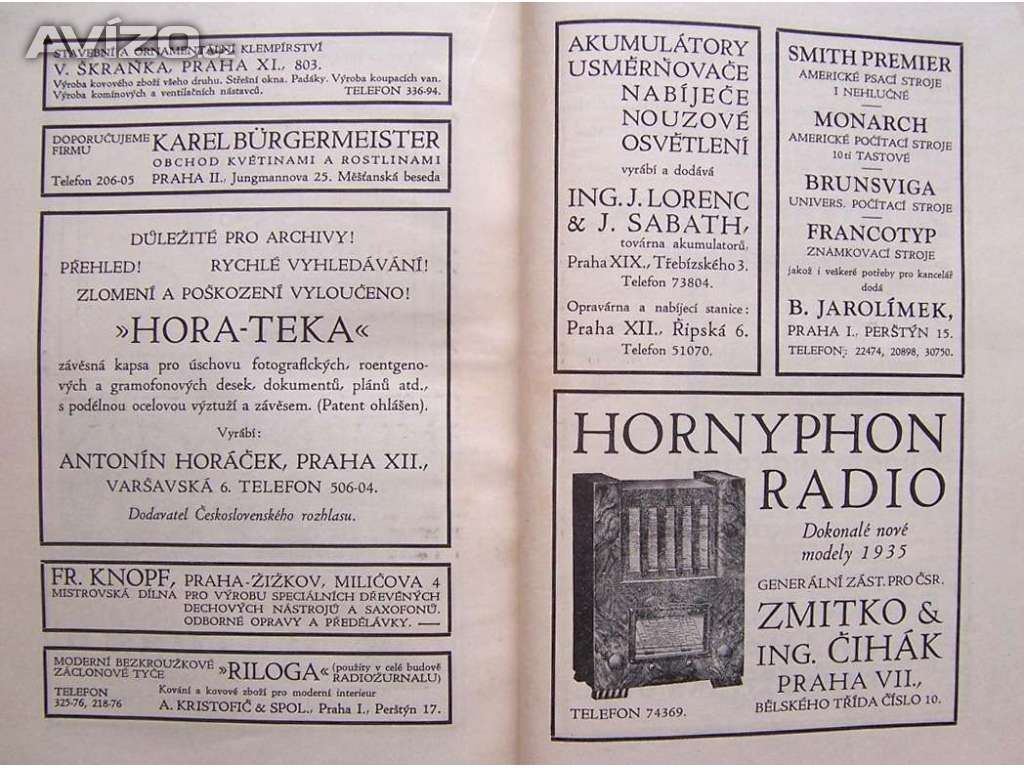 Avízo
STAVEBNÍ A ORNAMENTÁLNÍ KLEMPÍRSTVÍ
V. ŠKRAŇKA, PRAHA XI., 803.
Výroba kovového zboží všeho druhu. Střešní okna. Padáky. Výroba koupacích van.
Výroba komínových a ventilačních nástavců. TELEFON 336-94.
DOPORUČUJEME FIRMU KAREL BÜRGERMEISTER
OBCHOD KVĚTINAMI A ROSTLINAMI
Telefon 206-05 PRAHA II., Jungmannova 25. Měšťanská beseda
DŮLEŽITÉ PRO ARCHIVY!
PŘEHLED! RYCHLÉ VYHLEDÁVÁNÍ!
ZLOMENÍ A POŠKOZENÍ VYLOUČENO!
»HORA-TEKA«
závěsná kapsa pro úschovu fotografických, roentgeno-
vých a gramofonových desek, dokumentů, plánů atd.,
s podélnou ocelovou výztuží a závěsem. (Patent ohlášen).
Vyrábí:
ANTONÍN HORÁČEK, PRAHA XII.,
VARŠAVSKÁ 6. TELEFON 506-04.
Dodavatel Československého rozhlasu.
FR. KNOPF, PRAHA-ŽIŽKOV, MILIČOVA 4
MISTROVSKÁ DÍLNA PRO VÝROBU SPECIÁLNÍCH DŘEVĚNÝCH
DECHOVÝCH NÁSTROJŮ A SAXOFONŮ.
ODBORNÉ OPRAVY A PŘEDĚLÁVKY. —
MODERNÍ BEZKROUŽKOVÉ
ZÁCLONOVÉ TYČE »RILOGA« (použity v celé budově
RADIOŽURNALU)
TELEFON
325-76, 218-76
Kování a kovové zboží pro moderní interieur
A. KRISTOFIČ & SPOL., Praha I., Perštýn 17.
AKUMULÁTORY
USMĚRŇOVAČE
NABÍJEČE
NOUZOVÉ
OSVĚTLENÍ
vyrábí a dodává
ING. J. LORENC
& J. SABATH,
továrna akumulatorů,
Praha XIX., Třebízského 3.
Telefon 73804.
Opravárna a nabíjecí stanice:
Praha XII., Řípská 6.
Telefon 51070.
SMITH PREMIER
AMERICKÉ PSACÍ STROJE
I NEHLUČNÉ
MONARCH
AMERICKÉ POČÍTACÍ STROJE
10ti TASTOVÉ
BRUNSVIGA
UNIVERS. POČÍTACÍ STROJE
FRANCOTYP
ZNÁMKOVACÍ STROJE
jakož i veškeré potřeby pro kancelář
dodá
B. JAROLÍMEK,
PRAHA I., PERŠTÝN 15.
TELEFON: 22474, 20898, 30750.
HORNYPHON
RADIO
Dokonalé nové
modely 1935
GENERÁLNÍ ZÁST. PRO ČSR.
ZMITKO &
ING. ČIHÁK
PRAHA VII.,
BĚLSKÉHO TŘÍDA ČÍSLO 10.
TELEFON 74369.